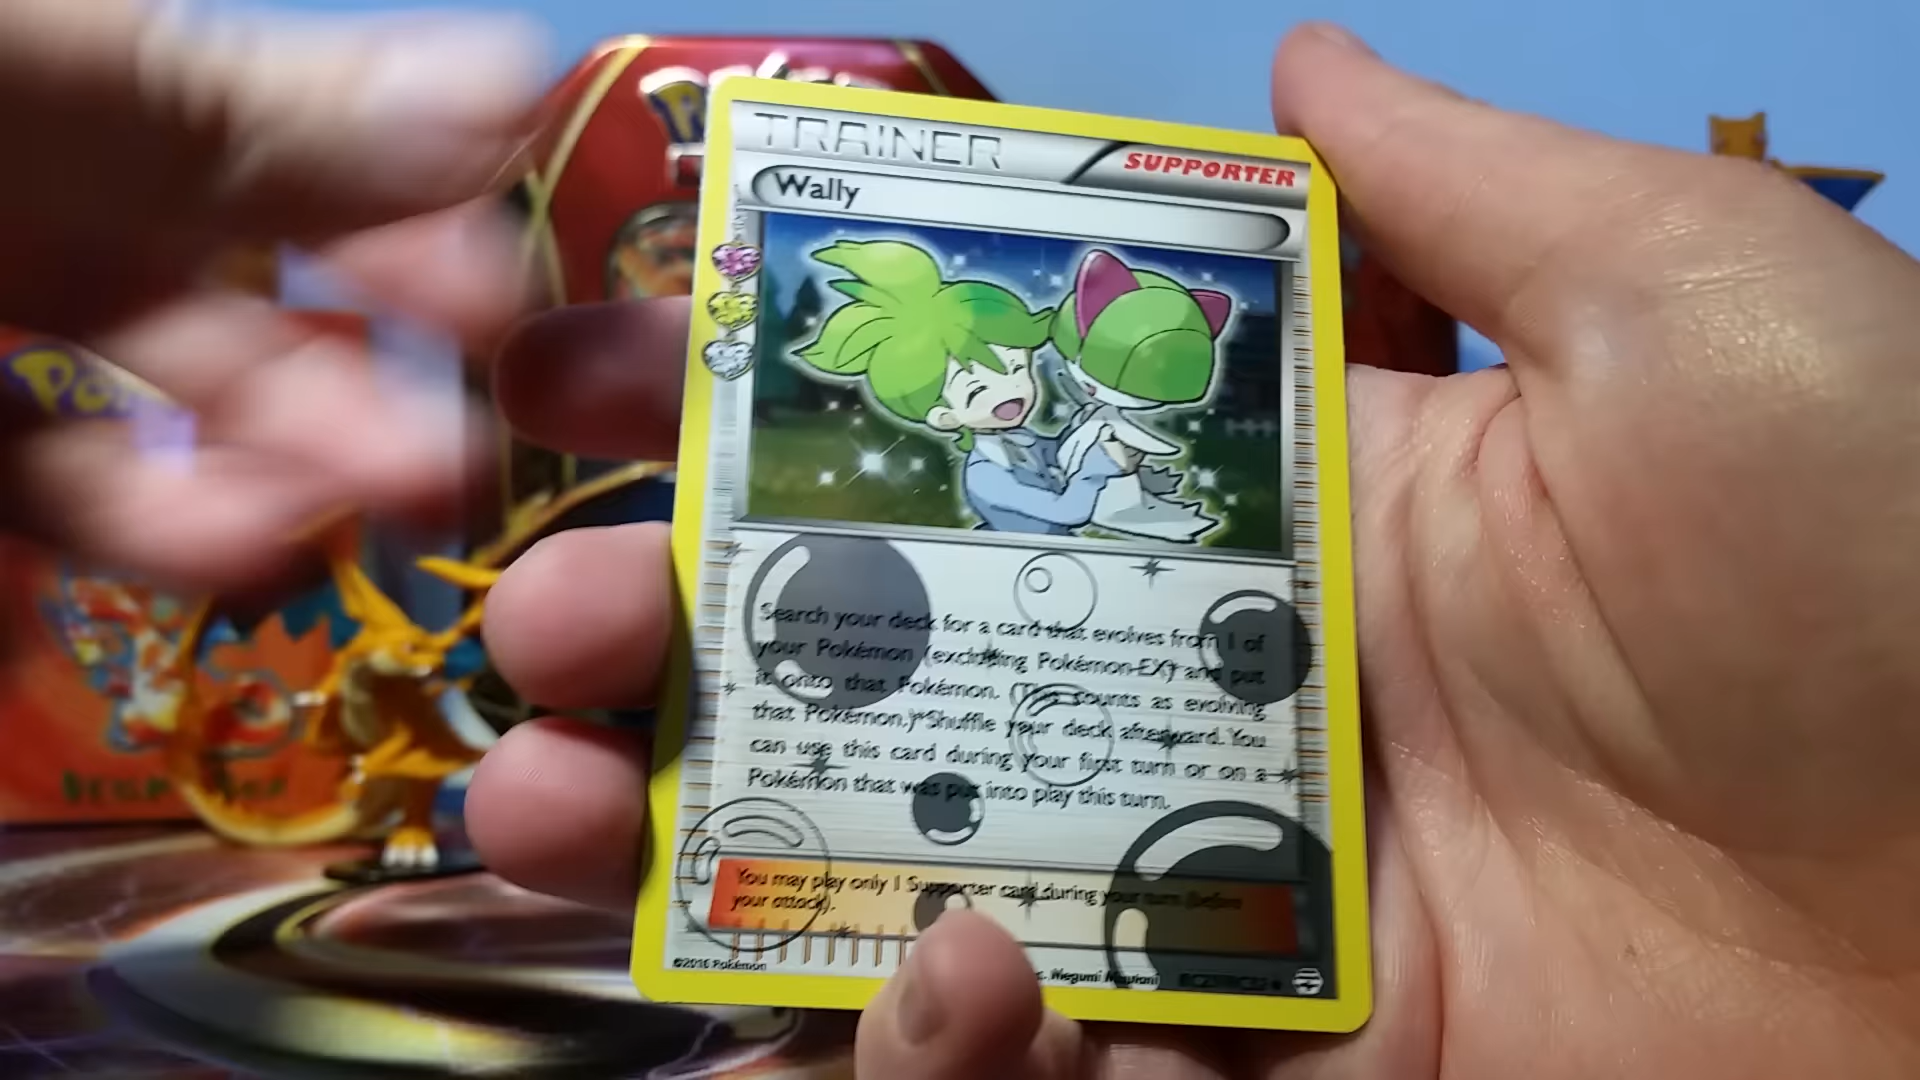 TRAINER
SUPPORTER
Wally
Search your deck for a card that evolves from 1 of
your Pokémon (excluding Pokémon-EX) and put
it onto that Pokémon. (This counts as evolving
that Pokémon.) Shuffle your deck afterward. You
can use this card during your first turn or on a
Pokémon that was put into play this turn.
You may play only 1 Supporter card during your turn (before
your attack).
©2016 Pokémon